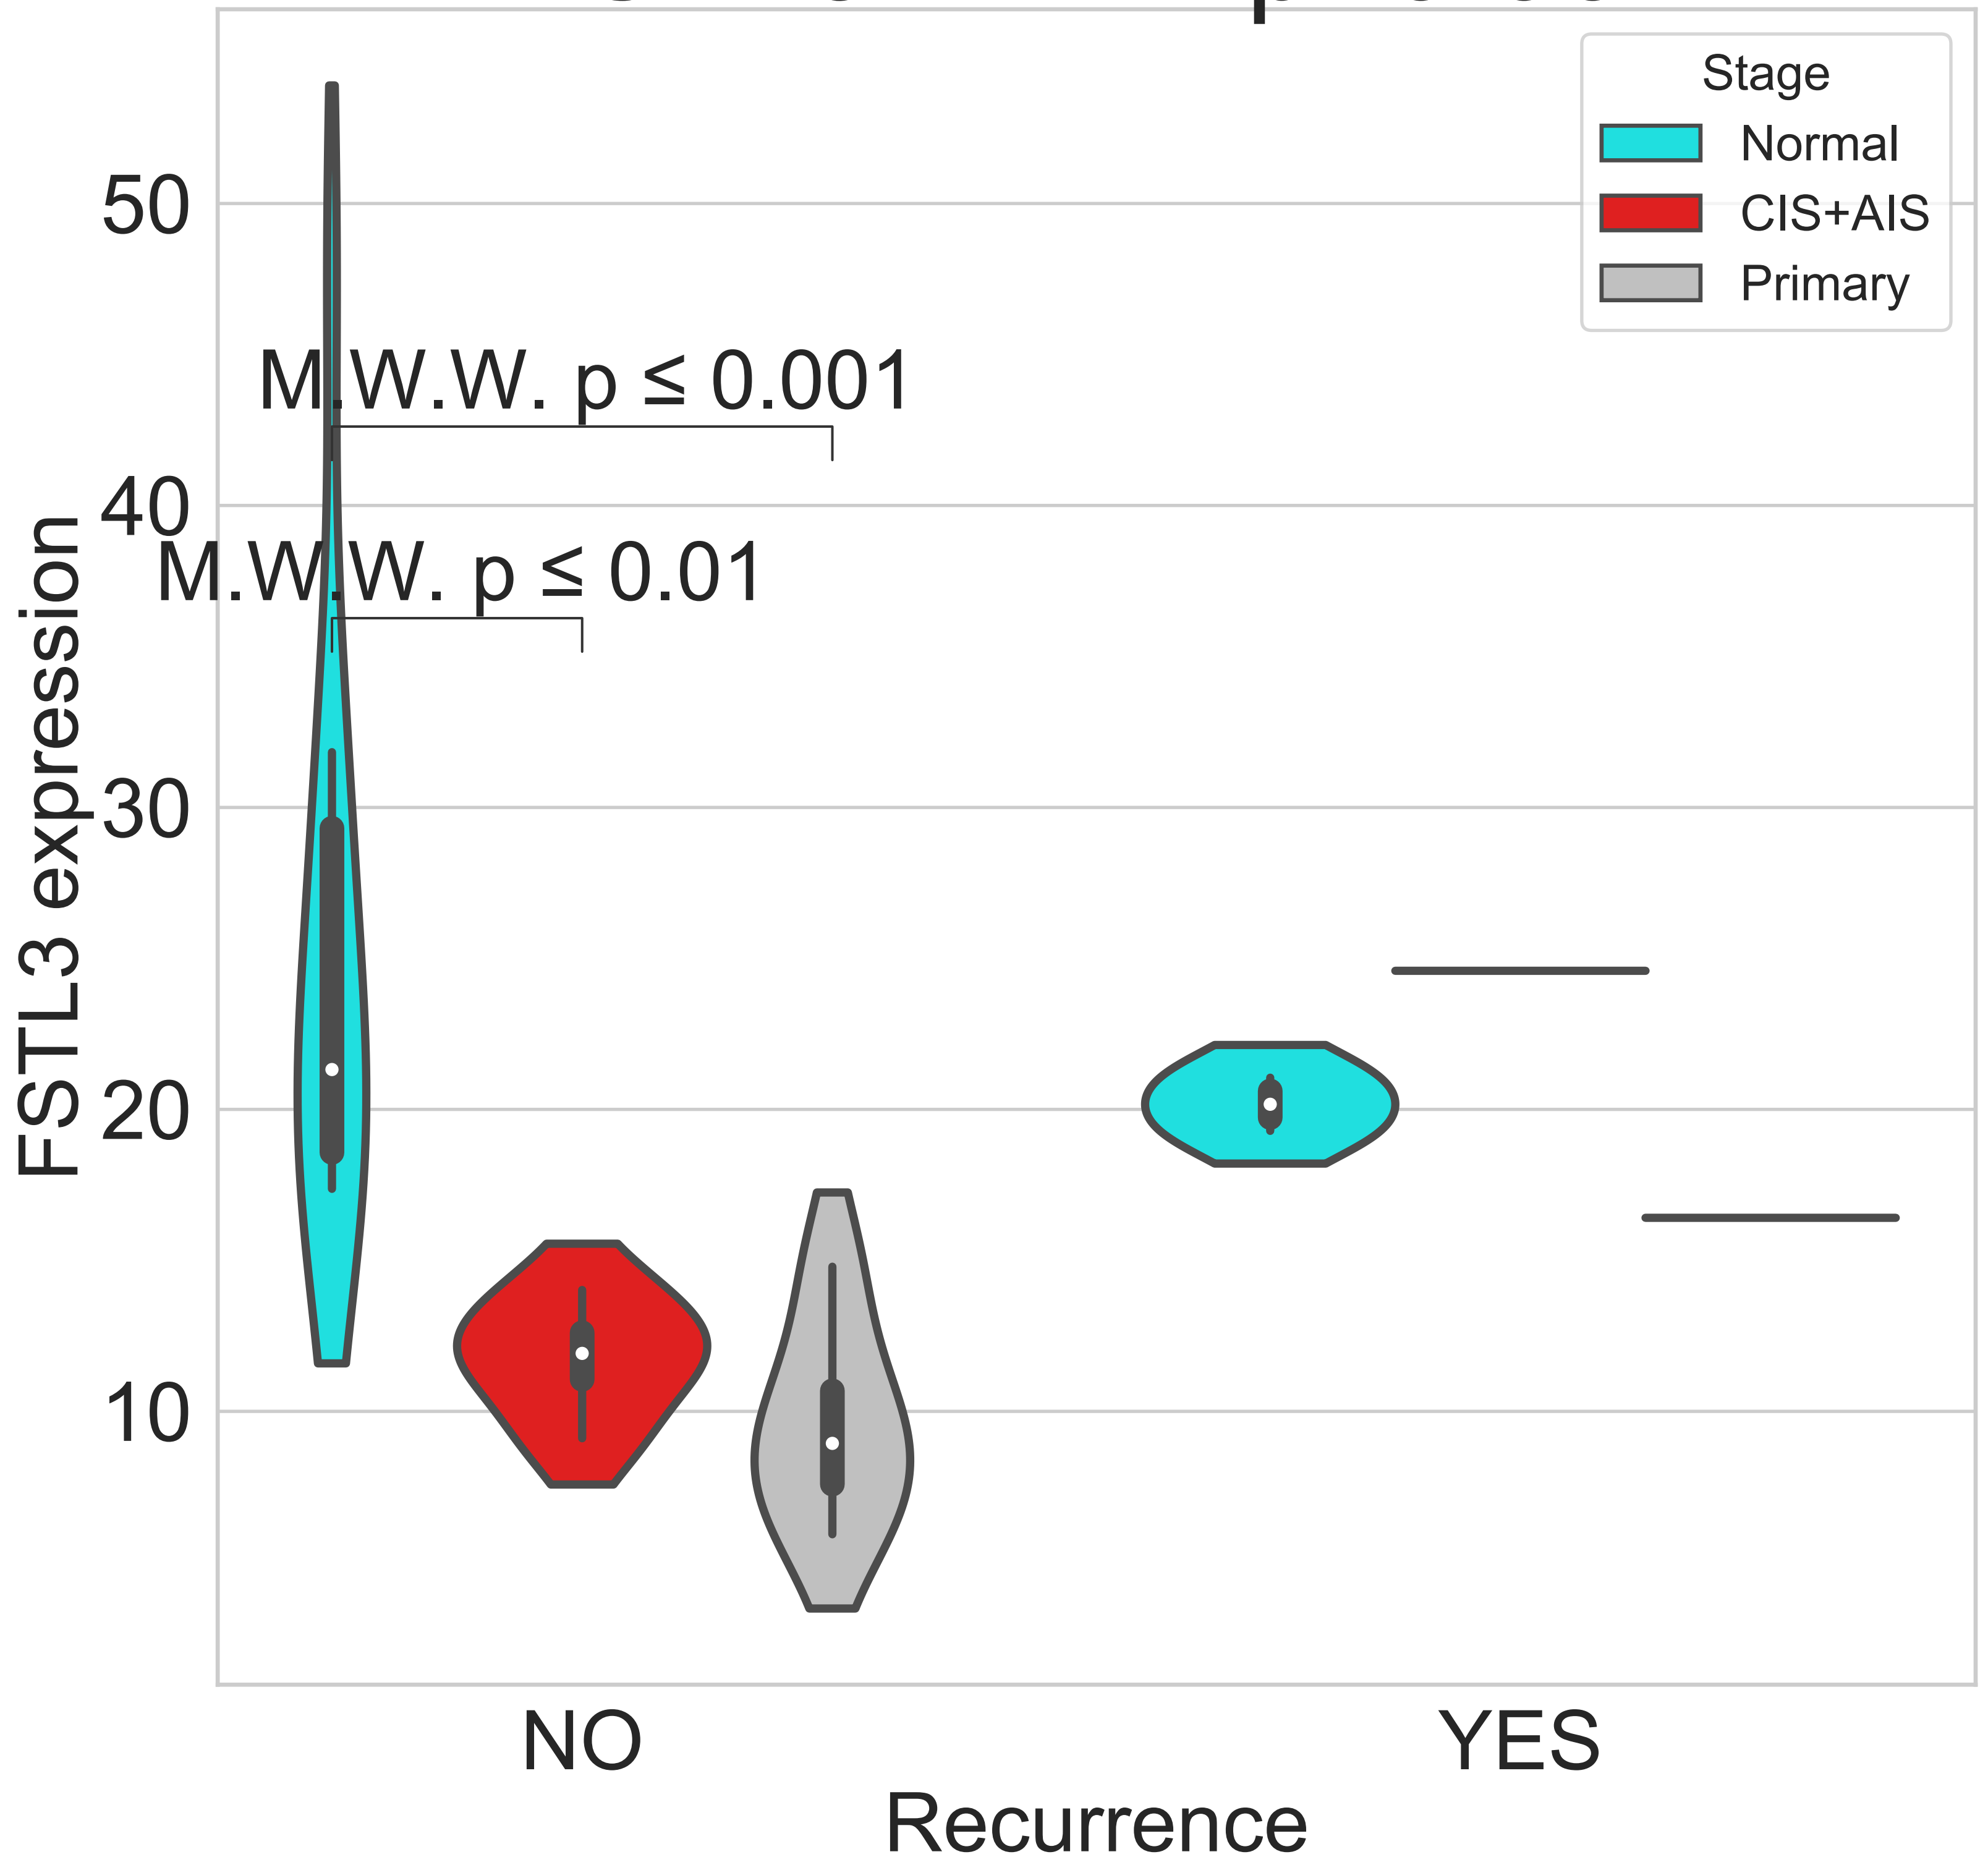 Stage
Normal
CIS+AIS
Primary
50
40
30
20
10
M.W.W. p ≤ 0.001
M.W.W. p ≤ 0.01
FSTL3 expression
NO
YES
Recurrence